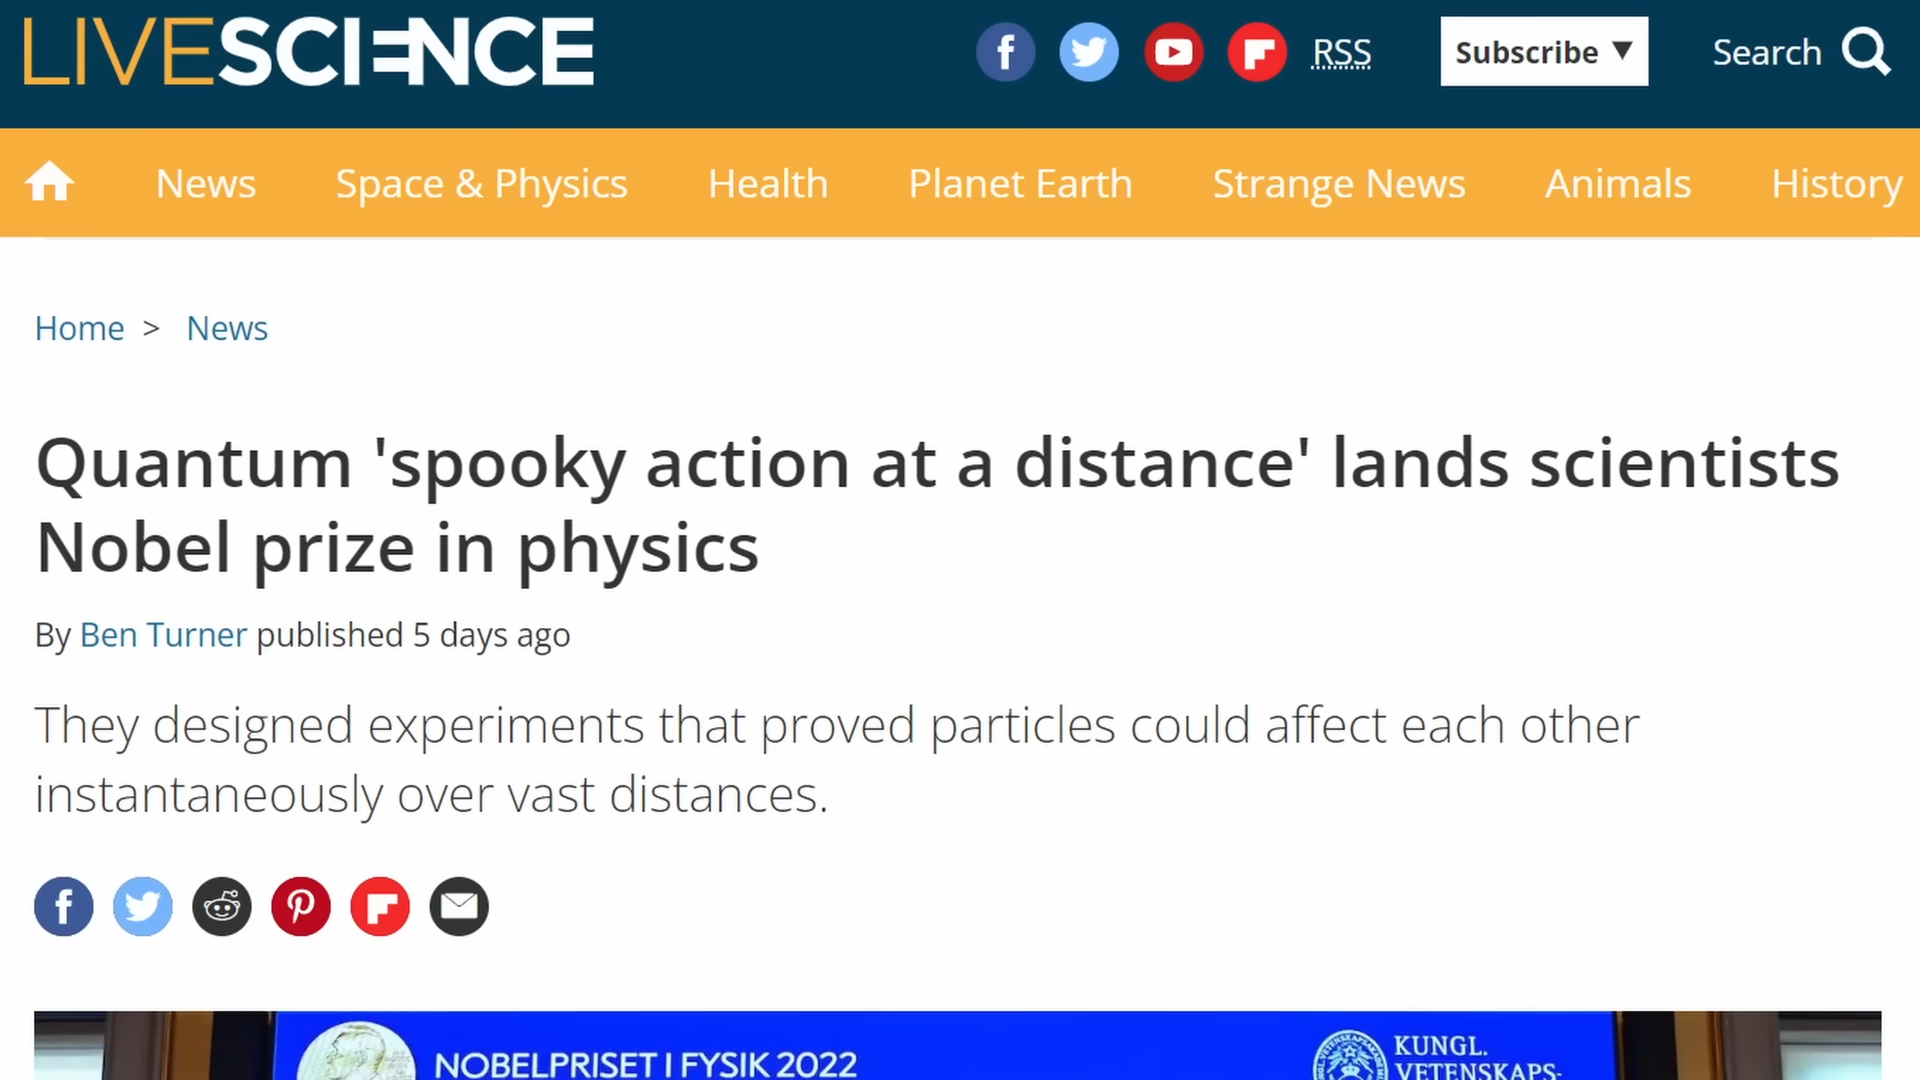 LIVESCIENCE
RSS
Subscribe ▼
Search
News
Space & Physics
Health
Planet Earth
Strange News
Animals
History
Home > News
Quantum 'spooky action at a distance' lands scientists
Nobel prize in physics
By Ben Turner published 5 days ago
They designed experiments that proved particles could affect each other
instantaneously over vast distances.
NOBELPRISET I FYSIK 2022
KUNGL.
VETENSKAPS-